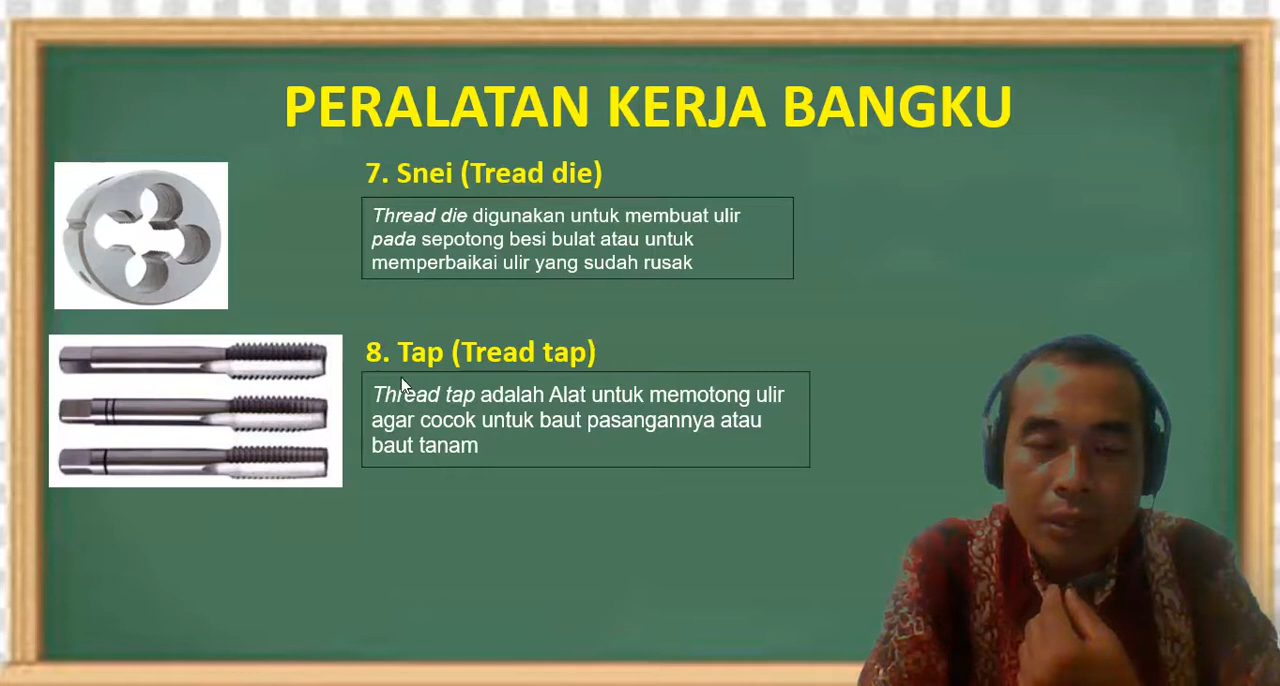 PERALATAN KERJA BANGKU
7. Snei (Tread die)
Thread die digunakan untuk membuat ulir
pada sepotong besi bulat atau untuk
memperbaikai ulir yang sudah rusak
8. Tap (Tread tap)
Thread tap adalah Alat untuk memotong ulir
agar cocok untuk baut pasangannya atau
baut tanam